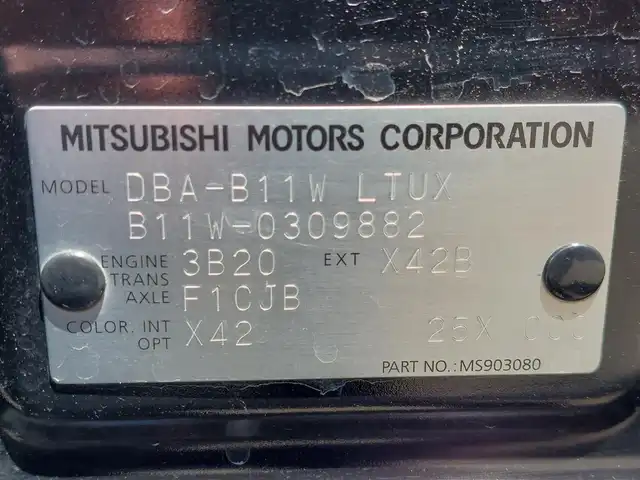 MITSUBISHI MOTORS CORPORATION
MODEL DBA-B11W LTUX
B11W-0309882
ENGINE 3B20 EXT X42B
TRANS
AXLE F1CJB
COLOR. INT X42 25X 000
OPT
PART NO.:MS903080